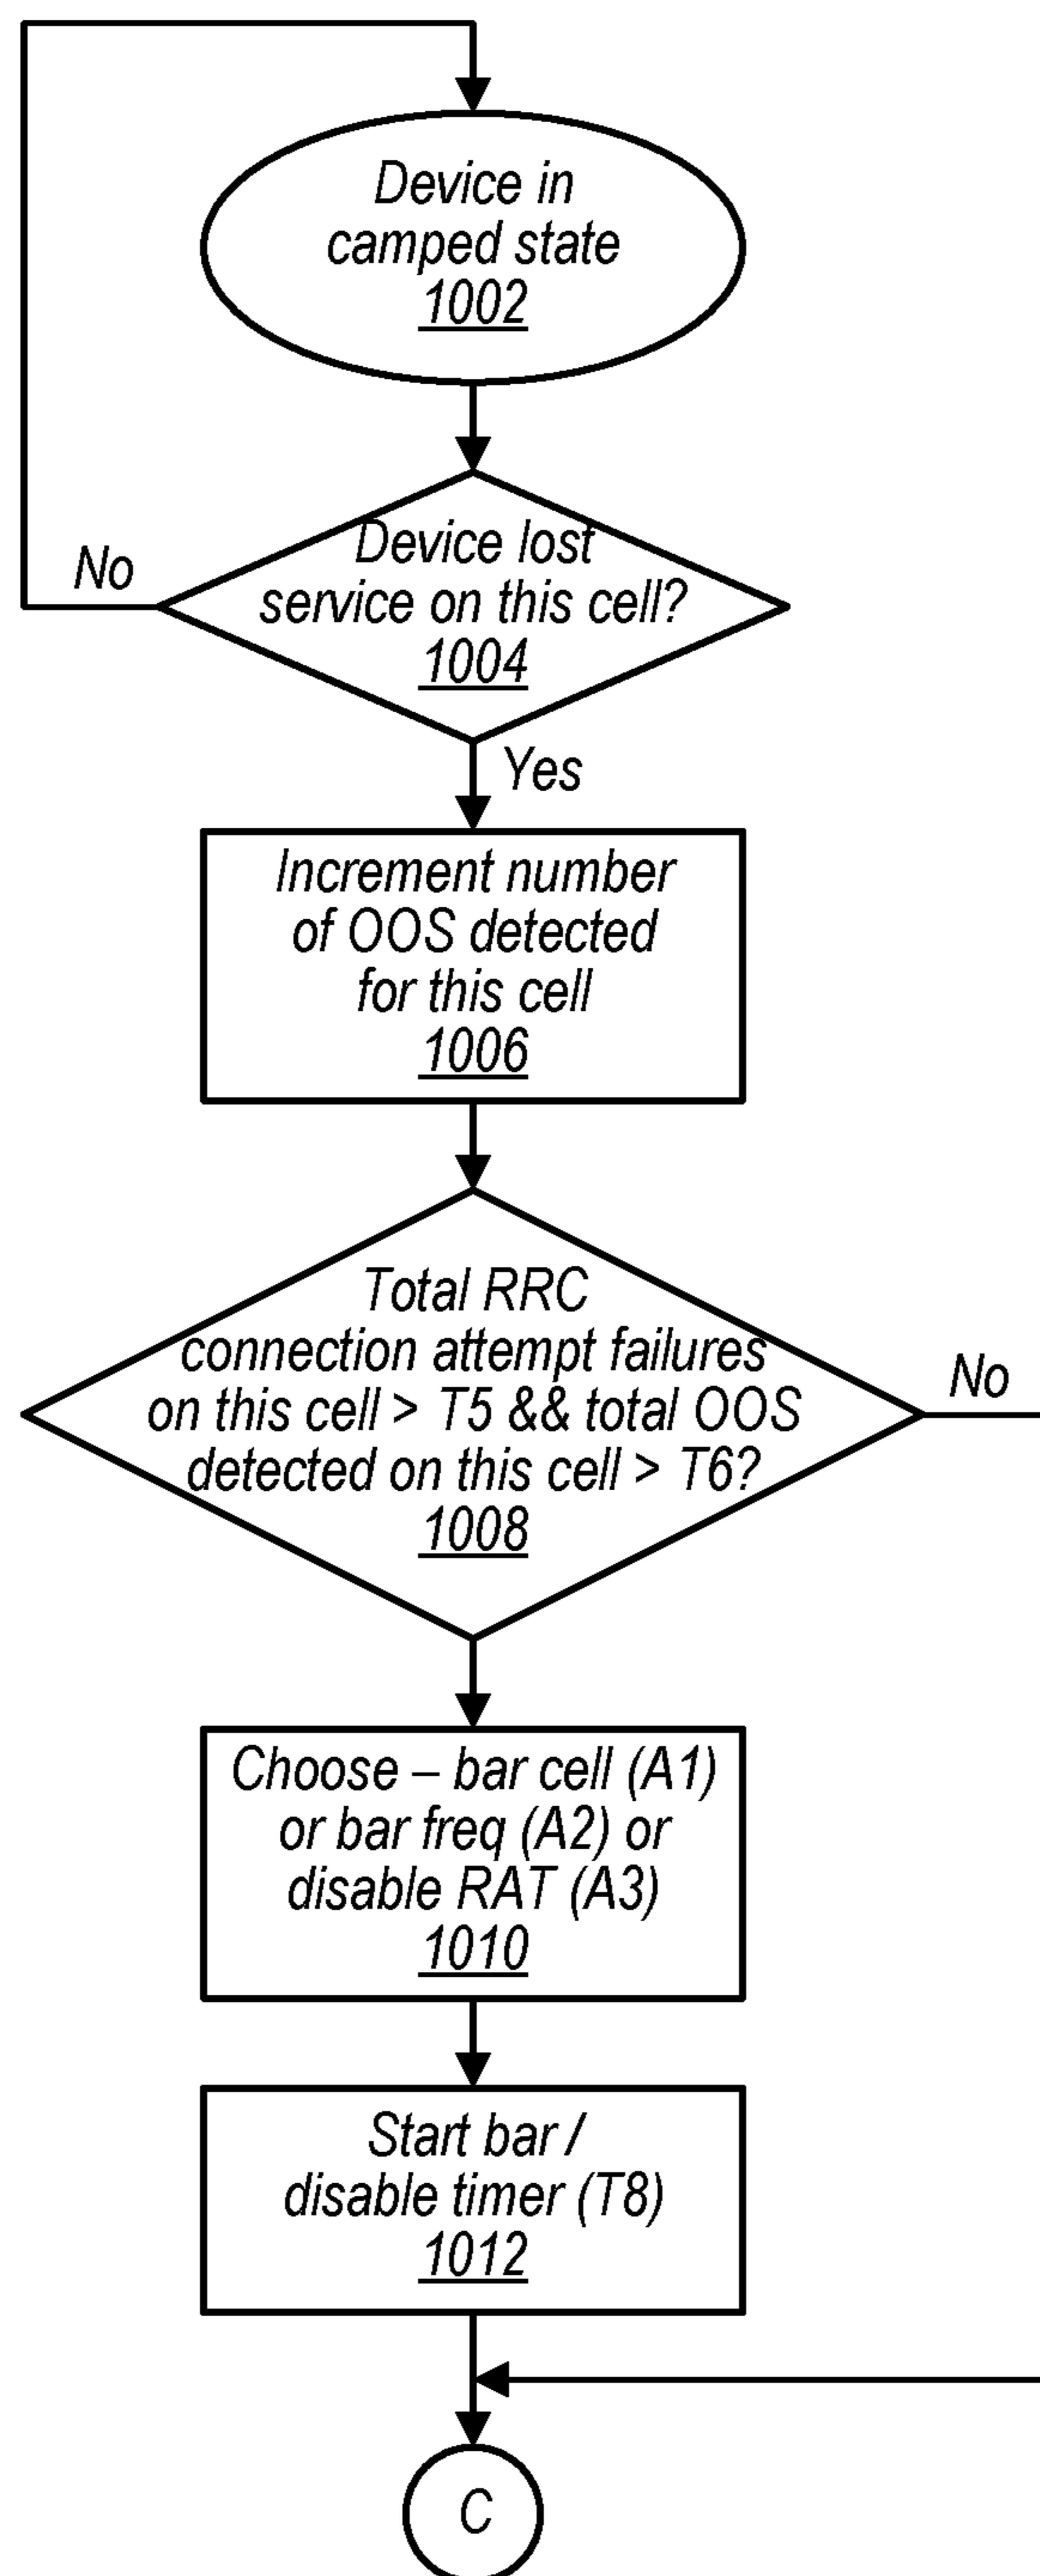 Device in
camped state
1002
Device lost
service on this cell?
1004
No
Yes
Increment number
of OOS detected
for this cell
1006
Total RRC
connection attempt failures
on this cell > T5 && total OOS
detected on this cell > T6?
1008
No
Choose – bar cell (A1)
or bar freq (A2) or
disable RAT (A3)
1010
Start bar /
disable timer (T8)
1012
C